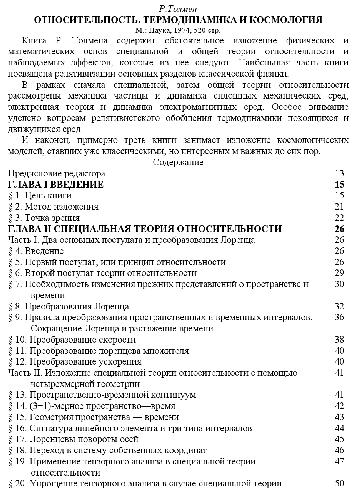 Р.Толмен
ОТНОСИТЕЛЬНОСТЬ. ТЕРМОДИНАМИКА И КОСМОЛОГИЯ
М.: Наука, 1974, 520 стр.
Книга Р. Толмена содержит обстоятельное изложение физических и
математических основ специальной и общей теории относительности и
наблюдаемых эффектов, которые из нее следуют. Наибольшая часть книги
посвящена релятивизации основных разделов классической физики.
В рамках сначала специальной, затем общей теории относительности
рассмотрены механика частицы и динамика сплошных механических сред,
электронная теория и динамика электромагнитных сред. Особое внимание
уделено вопросам релятивистского обобщения термодинамики покоящихся и
движущихся сред.
И наконец, примерно треть книги занимает изложение космологических
моделей, ставших уже классическими, но интересных и важных до сих пор.
Содержание
Предисловие редактора 13
ГЛАВА I ВВЕДЕНИЕ 15
§ 1. Цель книги 15
§ 2. Метод изложения 21
§ 3. Точка зрения 22
ГЛАВА II СПЕЦИАЛЬНАЯ ТЕОРИЯ ОТНОСИТЕЛЬНОСТИ 26
Часть I. Два основных постулата и преобразования Лоренца 26
§ 4. Введение 26
§ 5. Первый постулат, или принцип относительности 26
§ 6. Второй постулат теории относительности 29
§ 7. Необходимость изменения прежних представлений о пространстве и 30
времени
§ 8. Преобразования Лоренца 32
§ 9. Правила преобразования пространственных и временных интервалов. 36
Сокращение Лоренца и растяжение времени
§ 10. Преобразование скорости 38
§ 11. Преобразование лоренцева множителя 40
§ 12. Преобразование ускорения 40
Часть II. Изложение специальной теории относительности с помощью 41
четырехмерной геометрии
§ 13. Пространственно-временной континуум 41
§ 14. (3+1)-мерное пространство—время 42
§ 15. Геометрия пространства — времени 43
§ 16. Сигнатура линейного элемента и три типа интервалов 44
§ 17. Лоренцевы повороты осей 45
§ 18. Переход в систему собственных координат 46
§ 19. Применение тензорного анализа в специальной теории 47
относительности
§ 20. Упрощение тензорного анализа в случае специальной теории 50